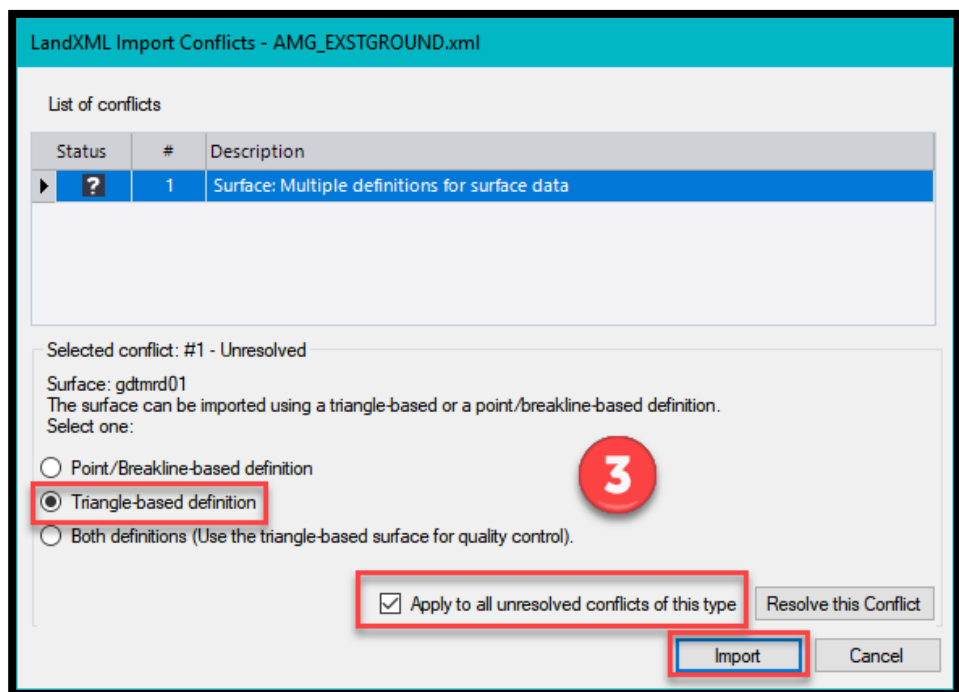 LandXML Import Conflicts - AMG_EXSTGROUND.xml
List of conflicts
Status # Description
? 1 Surface: Multiple definitions for surface data
Selected conflict: #1 - Unresolved
Surface: gdtmrd01
The surface can be imported using a triangle-based or a point/breakline-based definition.
Select one:
Point/Breakline-based definition
3
Triangle-based definition
Both definitions (Use the triangle-based surface for quality control).
Apply to all unresolved conflicts of this type Resolve this Conflict
Import Cancel